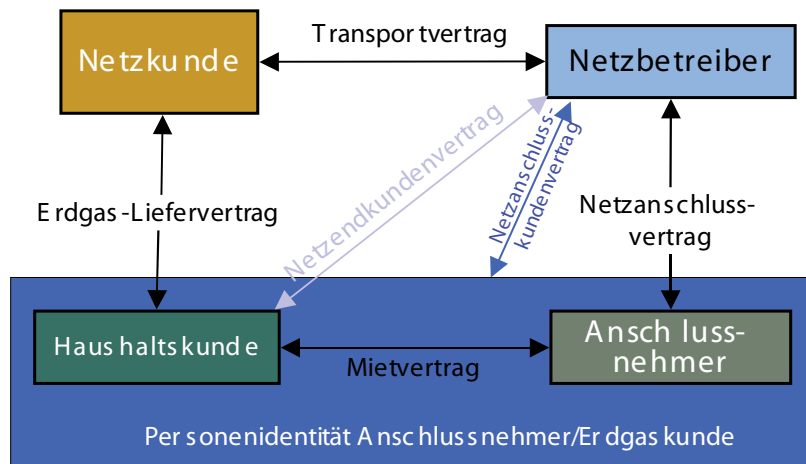 Transportvertrag
Netzkunde
Netzbetreiber
Netzendkundenvertrag
Netzanschluss-
kundenvertrag
Erdgas-Liefervertrag
Netzanschluss-
vertrag
Haushaltskunde
Anschluss-
nehmer
Mietvertrag
Personenidentität Anschlussnehmer/Erdgaskunde